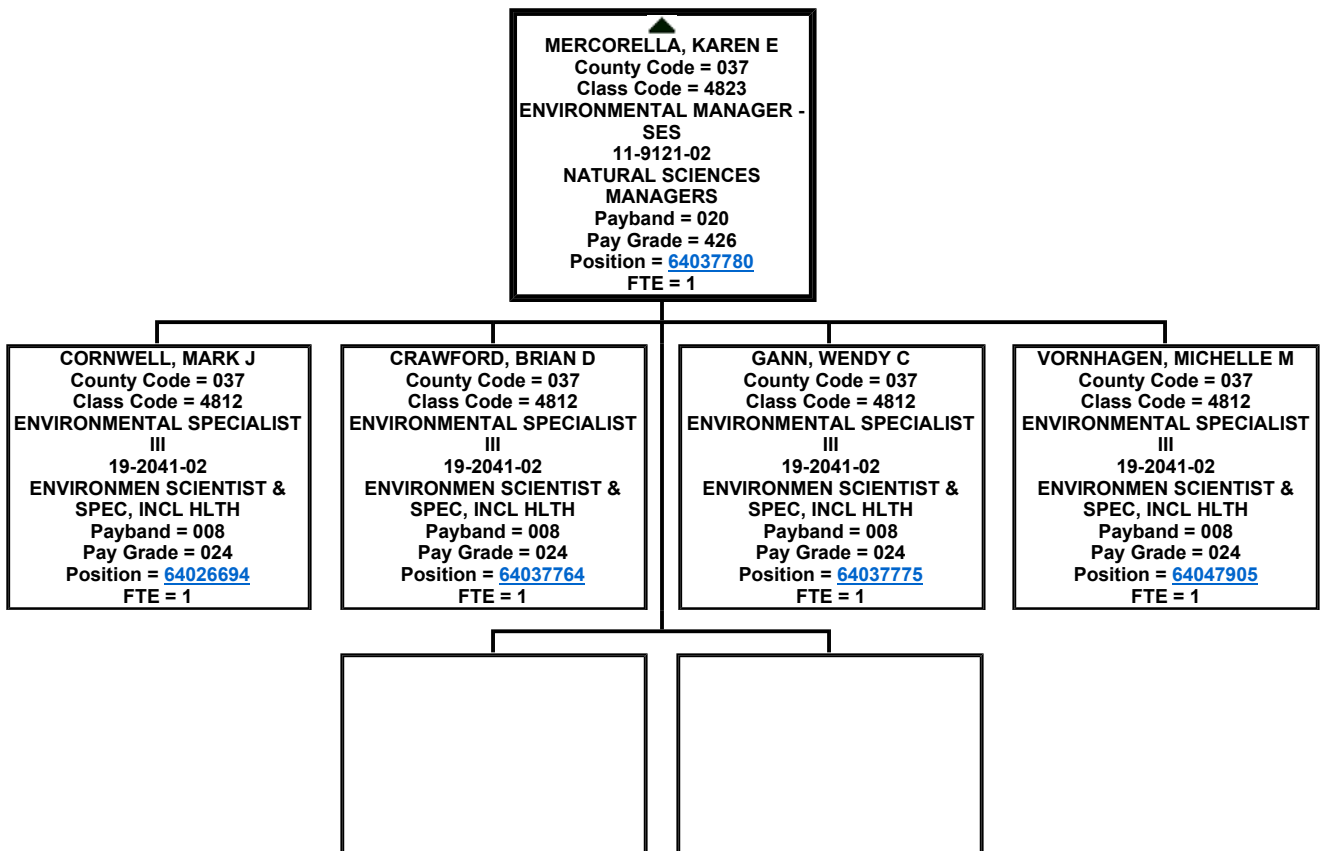 MERCORELLA, KAREN E
County Code = 037
Class Code = 4823
ENVIRONMENTAL MANAGER -
SES
11-9121-02
NATURAL SCIENCES
MANAGERS
Payband = 020
Pay Grade = 426
Position = 64037780
FTE = 1
CORNWELL, MARK J
County Code = 037
Class Code = 4812
ENVIRONMENTAL SPECIALIST
III
19-2041-02
ENVIRONMEN SCIENTIST &
SPEC, INCL HLTH
Payband = 008
Pay Grade = 024
Position = 64026694
FTE = 1
CRAWFORD, BRIAN D
County Code = 037
Class Code = 4812
ENVIRONMENTAL SPECIALIST
III
19-2041-02
ENVIRONMEN SCIENTIST &
SPEC, INCL HLTH
Payband = 008
Pay Grade = 024
Position = 64037764
FTE = 1
GANN, WENDY C
County Code = 037
Class Code = 4812
ENVIRONMENTAL SPECIALIST
III
19-2041-02
ENVIRONMEN SCIENTIST &
SPEC, INCL HLTH
Payband = 008
Pay Grade = 024
Position = 64037775
FTE = 1
VORNHAGEN, MICHELLE M
County Code = 037
Class Code = 4812
ENVIRONMENTAL SPECIALIST
III
19-2041-02
ENVIRONMEN SCIENTIST &
SPEC, INCL HLTH
Payband = 008
Pay Grade = 024
Position = 64047905
FTE = 1